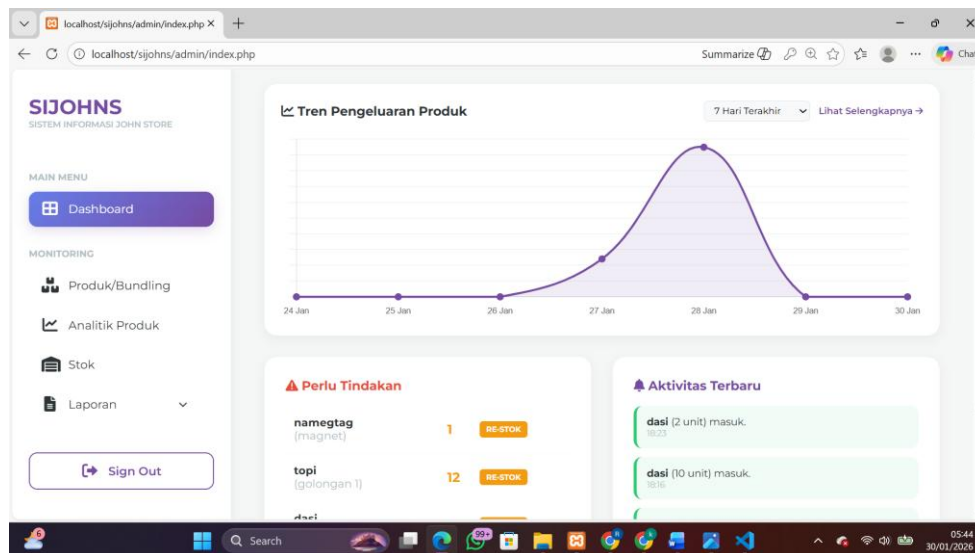 localhost/sijohns/admin/index.php
localhost/sijohns/admin/index.php
Summarize
Chat
SIJOHNS
SISTEM INFORMASI JOHN STORE
MAIN MENU
Dashboard
MONITORING
Produk/Bundling
Analitik Produk
Stok
Laporan
Sign Out
Tren Pengeluaran Produk
7 Hari Terakhir
Lihat Selengkapnya
24 Jan
25 Jan
26 Jan
27 Jan
28 Jan
29 Jan
30 Jan
Perlu Tindakan
namegtag 1 RE-STOK
(magnet)
topi 12 RE-STOK
(golongan 1)
dasi
Aktivitas Terbaru
dasi (2 unit) masuk.
18:23
dasi (10 unit) masuk.
18:16
6
Search
99+
05:44
30/01/2026